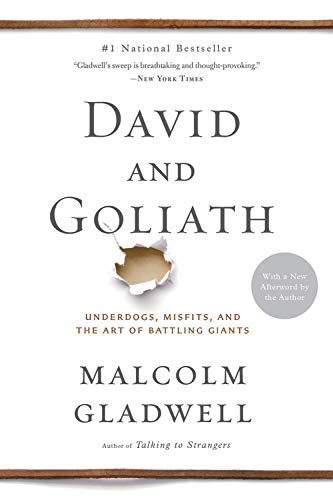 #1 National Bestseller
“Gladwell’s sweep is breathtaking and thought-provoking.”
—New York Times
DAVID
AND
GOLIATH
UNDERDOGS, MISFITS, AND
THE ART OF BATTLING GIANTS
With a New
Afterword by
the Author
MALCOLM
GLADWELL
Author of Talking to Strangers